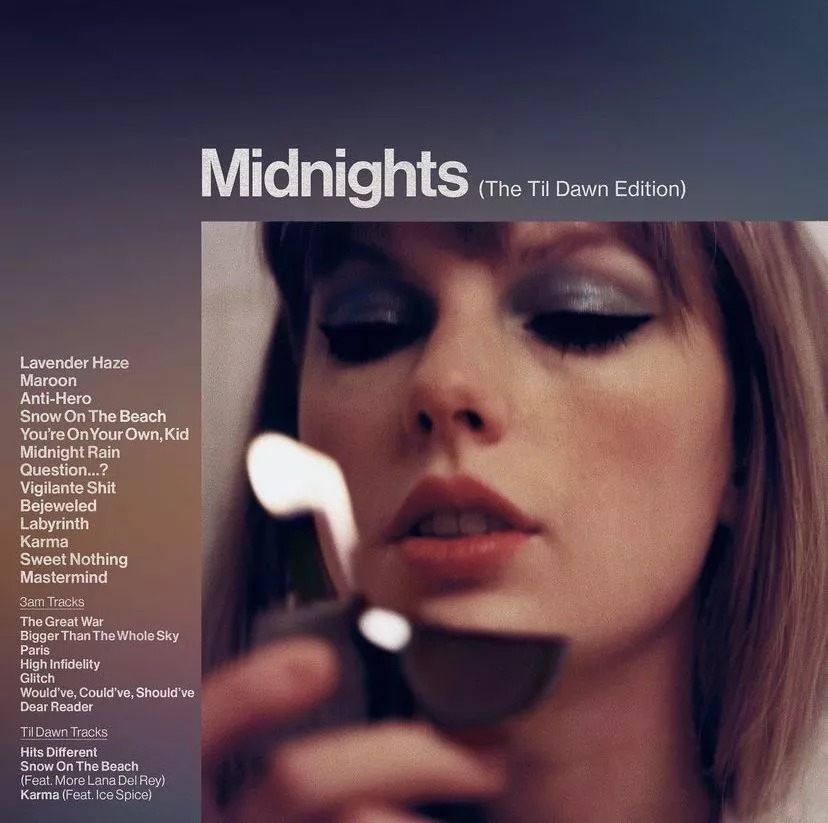 Midnights (The Til Dawn Edition)
Lavender Haze
Maroon
Anti-Hero
Snow On The Beach
You're On Your Own, Kid
Midnight Rain
Question...?
Vigilante Shit
Bejeweled
Labyrinth
Karma
Sweet Nothing
Mastermind
3am Tracks
The Great War
Bigger Than The Whole Sky
Paris
High Infidelity
Glitch
Would've, Could've, Should've
Dear Reader
Til Dawn Tracks
Hits Different
Snow On The Beach
(Feat. More Lana Del Rey)
Karma (Feat. Ice Spice)